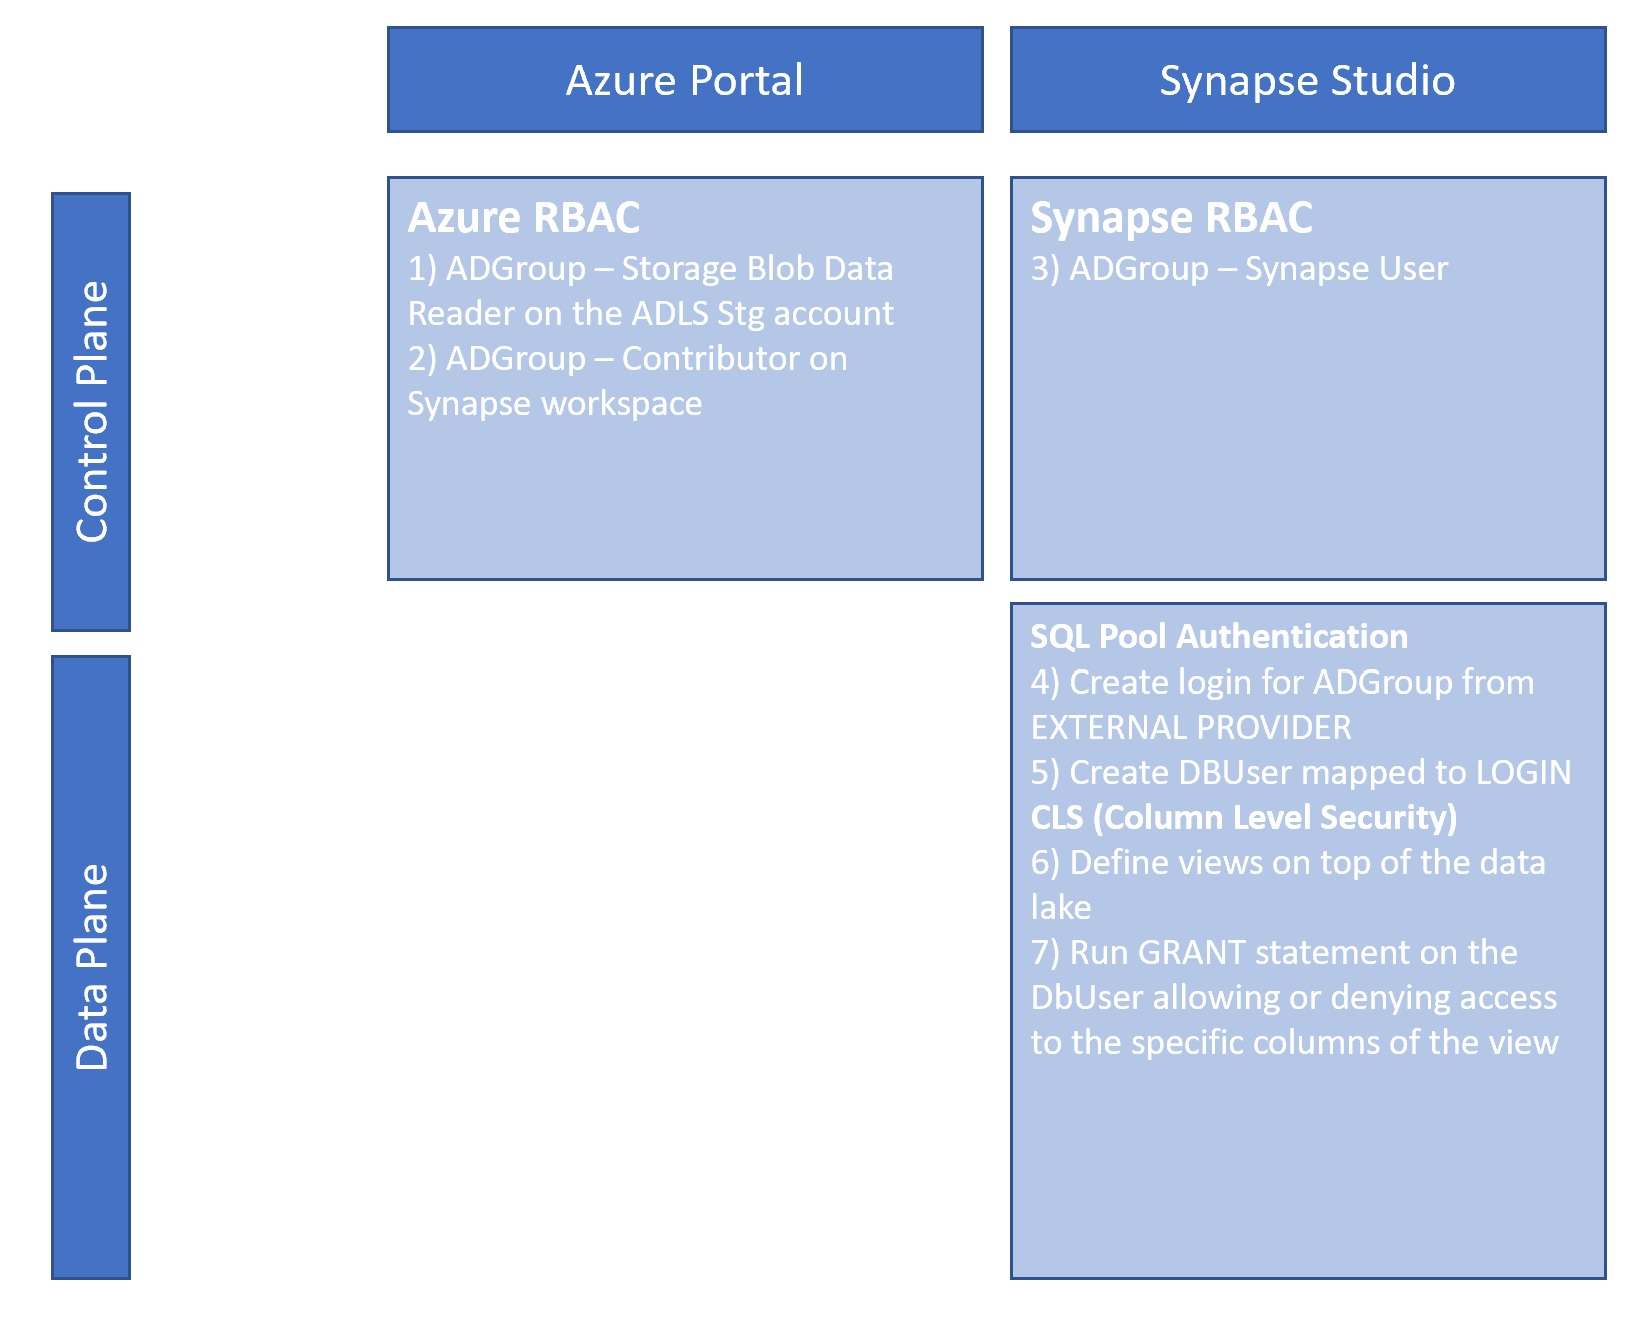 Azure Portal
Synapse Studio
Control Plane
Azure RBAC
1) ADGroup – Storage Blob Data
Reader on the ADLS Stg account
2) ADGroup – Contributor on
Synapse workspace
Synapse RBAC
3) ADGroup – Synapse User
Data Plane
SQL Pool Authentication
4) Create login for ADGroup from
EXTERNAL PROVIDER
5) Create DBUser mapped to LOGIN
CLS (Column Level Security)
6) Define views on top of the data
lake
7) Run GRANT statement on the
DbUser allowing or denying access
to the specific columns of the view